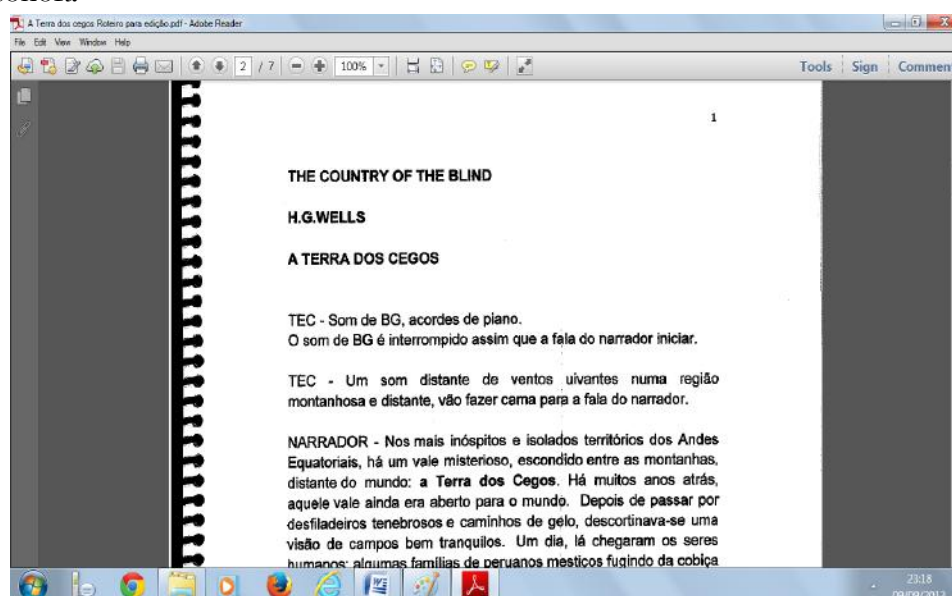 A Terra dos cegos Roteiro para edição.pdf - Adobe Reader
File Edit View Window Help
2 / 7 100% Tools Sign Comment
1
THE COUNTRY OF THE BLIND
H.G.WELLS
A TERRA DOS CEGOS
TEC - Som de BG, acordes de piano.
O som de BG é interrompido assim que a fala do narrador iniciar.
TEC - Um som distante de ventos uivantes numa região
montanhosa e distante, vão fazer cama para a fala do narrador.
NARRADOR - Nos mais inóspitos e isolados territórios dos Andes
Equatoriais, há um vale misterioso, escondido entre as montanhas,
distante do mundo: a Terra dos Cegos. Há muitos anos atrás,
aquele vale ainda era aberto para o mundo. Depois de passar por
desfiladeiros tenebrosos e caminhos de gelo, descortinava-se uma
visão de campos bem tranquilos. Um dia, lá chegaram os seres
humanos: algumas famílias de peruanos mestiços fugindo da cobiça
23:18